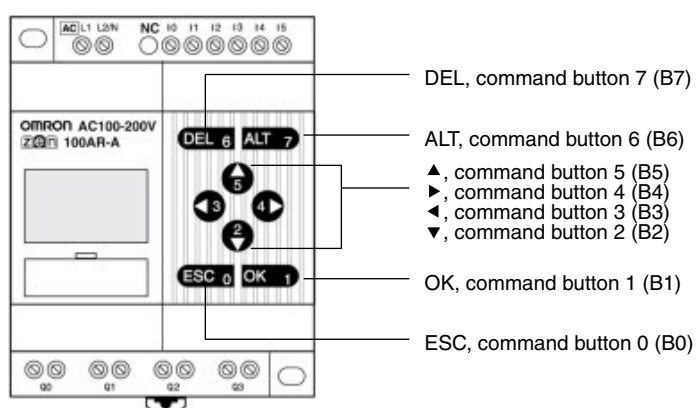 AC L1 L2/N NC I0 I1 I2 I3 I4 I5
OMRON AC100-200V
ZEN 100AR-A
DEL 6 ALT 7
5
3 4
2
ESC 0 OK 1
Q0 Q1 Q2 Q3
DEL, command button 7 (B7)
ALT, command button 6 (B6)
▲, command button 5 (B5)
▶, command button 4 (B4)
◀, command button 3 (B3)
▼, command button 2 (B2)
OK, command button 1 (B1)
ESC, command button 0 (B0)